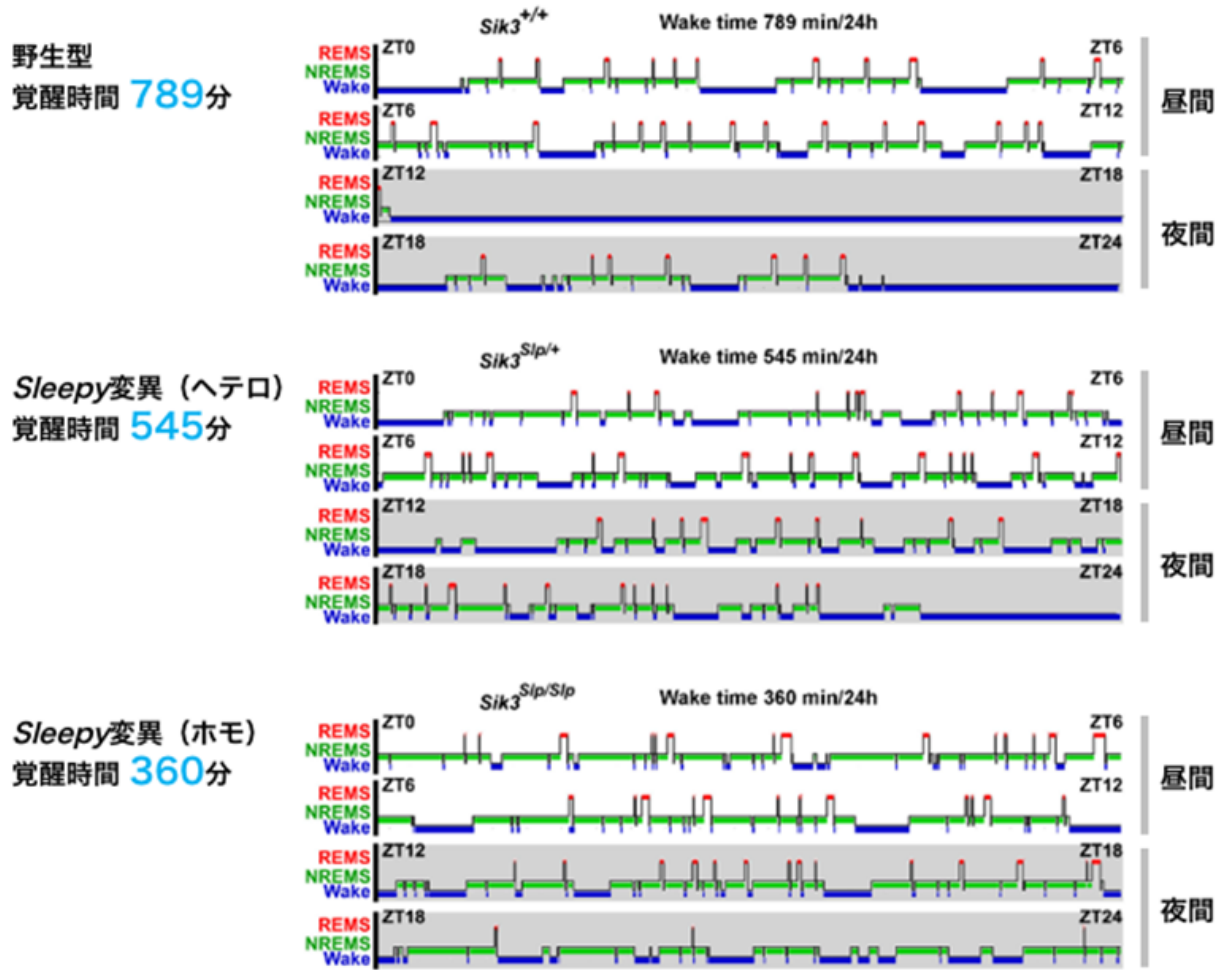 Sik3+/+ Wake time 789 min/24h
野生型
覚醒時間 789分
ZT0 ZT6
REMS
NREMS
Wake
昼間
ZT6 ZT12
REMS
NREMS
Wake
ZT12 ZT18
REMS
NREMS
Wake
夜間
ZT18 ZT24
REMS
NREMS
Wake
Sik3Slp/+ Wake time 545 min/24h
Sleepy変異（ヘテロ）
覚醒時間 545分
ZT0 ZT6
REMS
NREMS
Wake
昼間
ZT6 ZT12
REMS
NREMS
Wake
ZT12 ZT18
REMS
NREMS
Wake
夜間
ZT18 ZT24
REMS
NREMS
Wake
Sik3Slp/Slp Wake time 360 min/24h
Sleepy変異（ホモ）
覚醒時間 360分
ZT0 ZT6
REMS
NREMS
Wake
昼間
ZT6 ZT12
REMS
NREMS
Wake
ZT12 ZT18
REMS
NREMS
Wake
夜間
ZT18 ZT24
REMS
NREMS
Wake